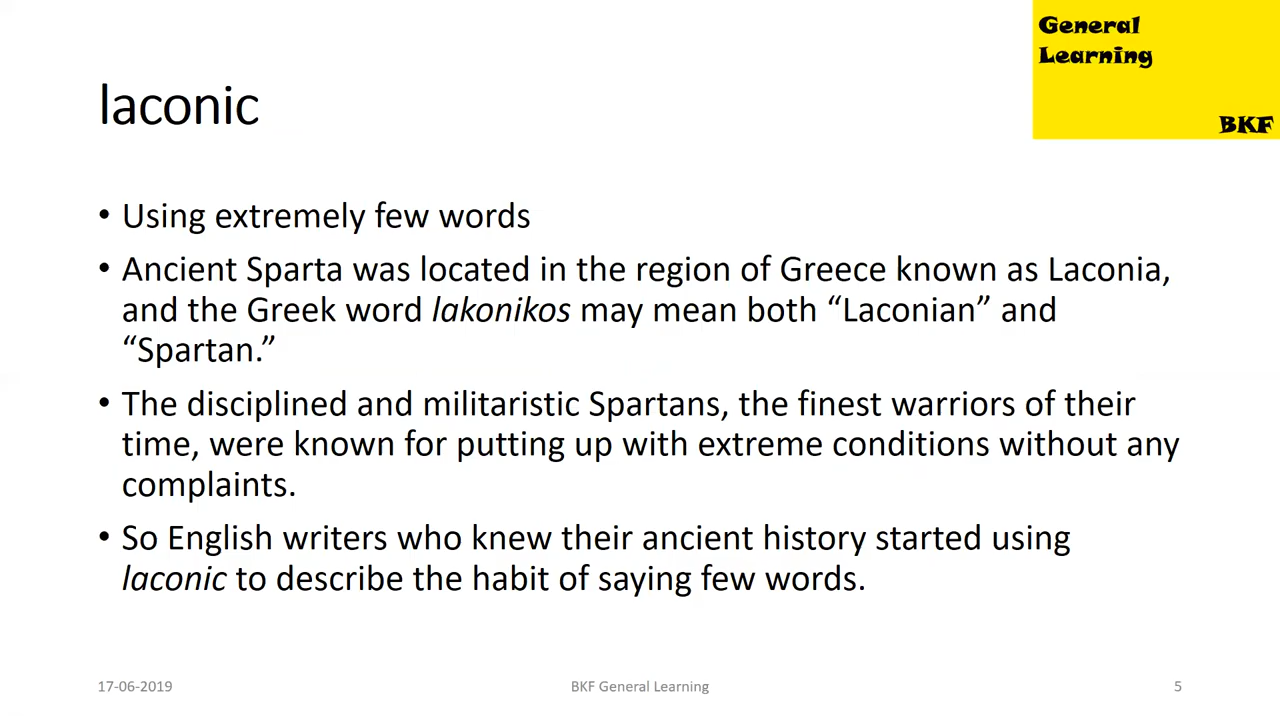 General
Learning
BKF
laconic
• Using extremely few words
• Ancient Sparta was located in the region of Greece known as Laconia,
and the Greek word lakonikos may mean both “Laconian” and
“Spartan.”
• The disciplined and militaristic Spartans, the finest warriors of their
time, were known for putting up with extreme conditions without any
complaints.
• So English writers who knew their ancient history started using
laconic to describe the habit of saying few words.
17-06-2019
BKF General Learning
5